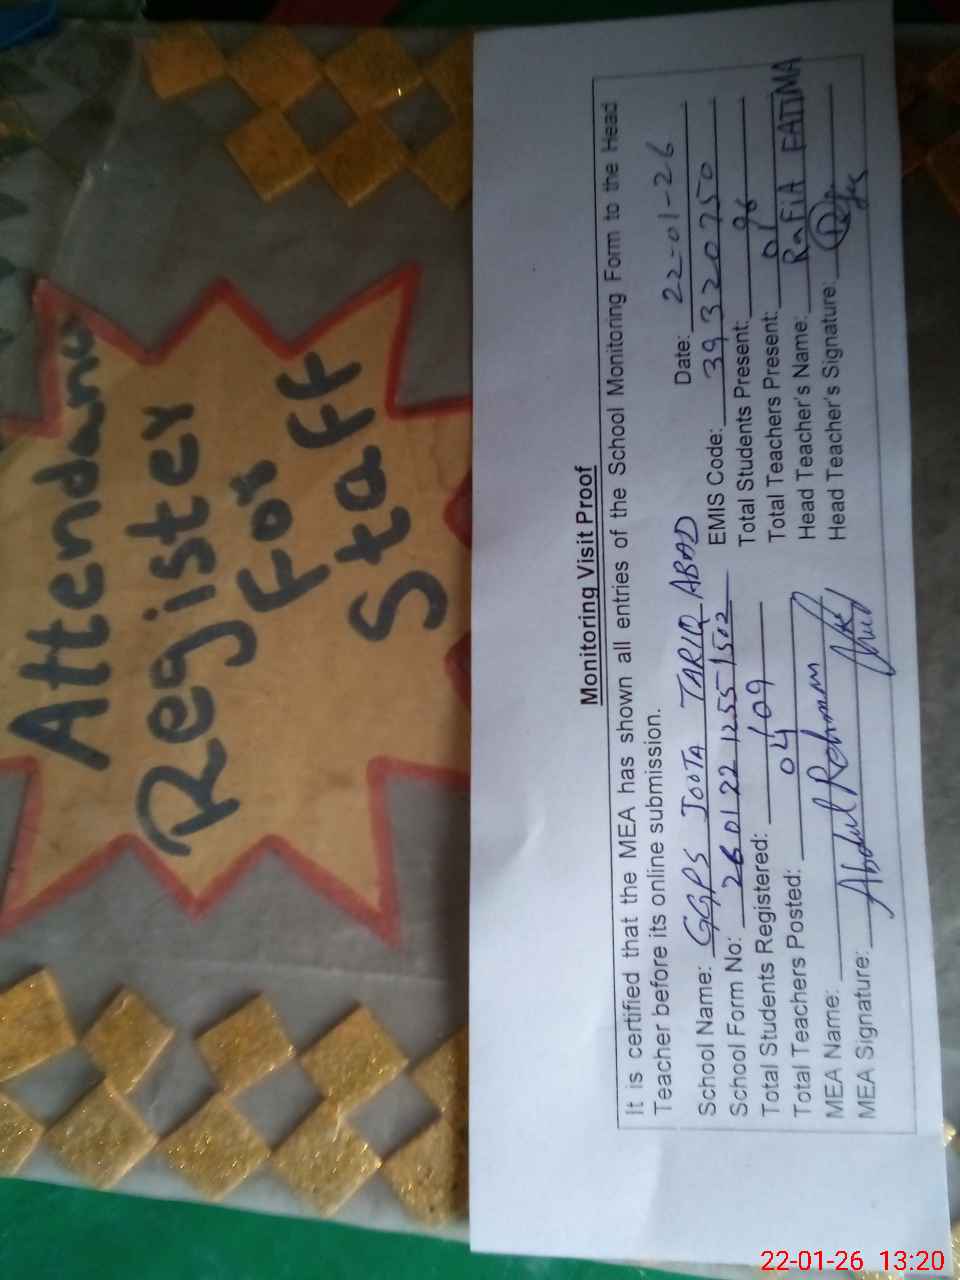 Attendanc
Register
For
Staff
Monitoring Visit Proof
It is certified that the MEA has shown all entries of the School Monitoring Form to the Head
Teacher before its online submission.
School Name: GGPS JOOTA TARIQ ABAD Date: 22-01-26
School Form No: 26012212551502 EMIS Code: 39320750
Total Students Registered: 109 Total Students Present: 96
Total Teachers Posted: 04 Total Teachers Present: 01
MEA Name: Abdul Rehman Head Teacher's Name: RaFiA FATIMA
MEA Signature: Head Teacher's Signature:
22-01-26 13:20